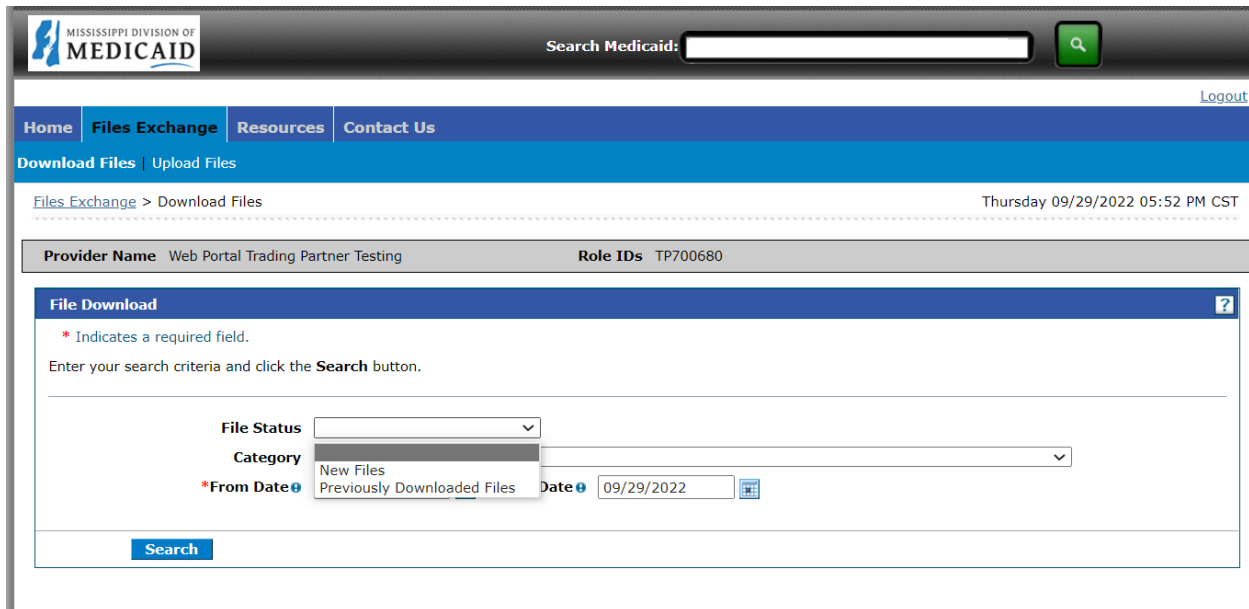 MISSISSIPPI DIVISION OF
MEDICAID
Search Medicaid:
Logout
Home Files Exchange Resources Contact Us
Download Files | Upload Files
Files Exchange > Download Files Thursday 09/29/2022 05:52 PM CST
Provider Name Web Portal Trading Partner Testing Role IDs TP700680
File Download ?
* Indicates a required field.
Enter your search criteria and click the Search button.
File Status
Category
New Files
*From Date Previously Downloaded Files Date 09/29/2022
Search